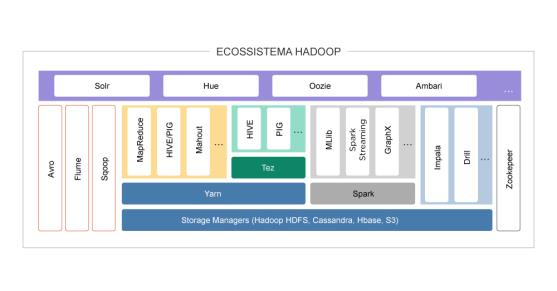 ECOSSISTEMA HADOOP
Solr
Hue
Oozie
Ambari
...
Avro
Flume
Sqoop
MapReduce
HIVE/PIG
Mahout
...
HIVE
PIG
...
MLlib
Spark
Streaming
GraphX
...
Impala
Drill
...
Zookepeer
Tez
Yarn
Spark
Storage Managers (Hadoop HDFS, Cassandra, Hbase, S3)